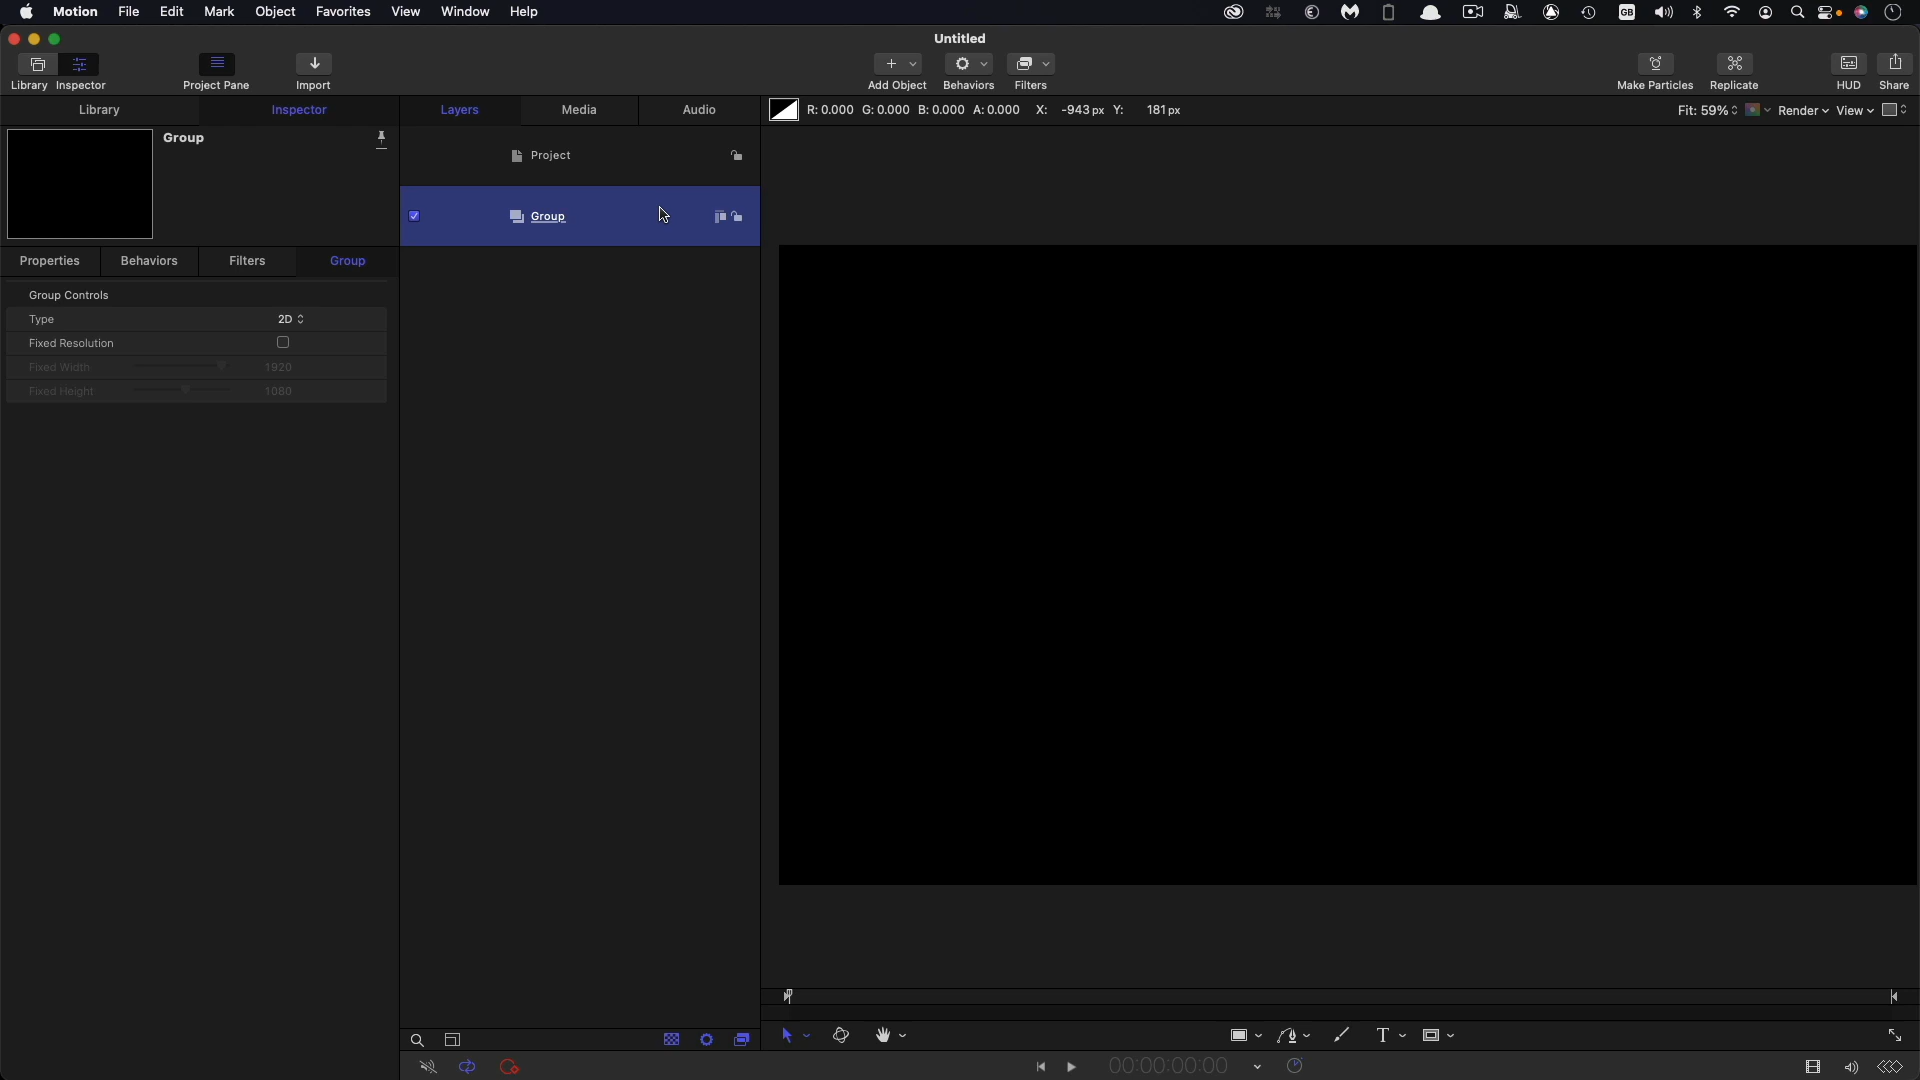 Motion File Edit Mark Object Favorites View Window Help GB
Untitled
Library Inspector Project Pane Import Add Object Behaviors Filters Make Particles Replicate HUD Share
Library Inspector Layers Media Audio R: 0.000 G: 0.000 B: 0.000 A: 0.000 X: -943 px Y: 181 px Fit: 59% Render View
Group
Project
Group
Properties Behaviors Filters Group
Group Controls
Type 2D
Fixed Resolution
Fixed Width 1920
Fixed Height 1080
T
00:00:00:00